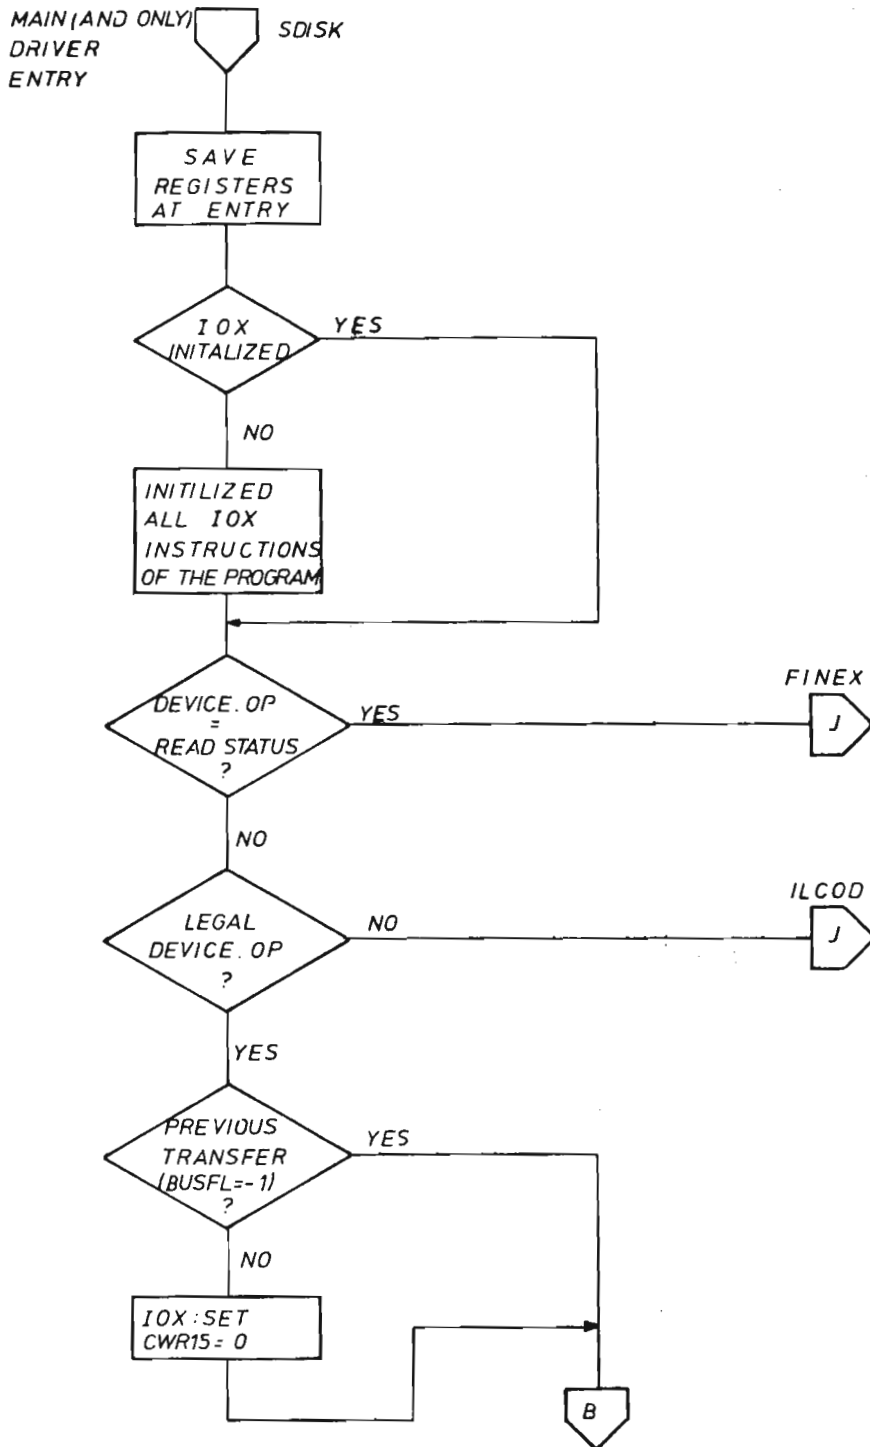 MAIN (AND ONLY)
DRIVER
ENTRY
SDISK
SAVE
REGISTERS
AT ENTRY
IOX
INITALIZED
YES
NO
INITILIZED
ALL IOX
INSTRUCTIONS
OF THE PROGRAM
DEVICE.OP
=
READ STATUS
?
YES
FINEX
J
NO
LEGAL
DEVICE.OP
?
NO
ILCOD
J
YES
PREVIOUS
TRANSFER
(BUSFL=-1)
?
YES
NO
IOX:SET
CWR15=0
B